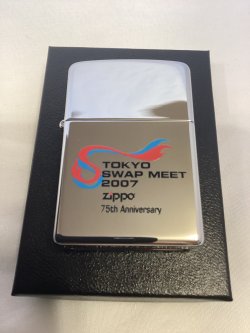 TOKYO
SWAP MEET
2007
zippo
75th Anniversary